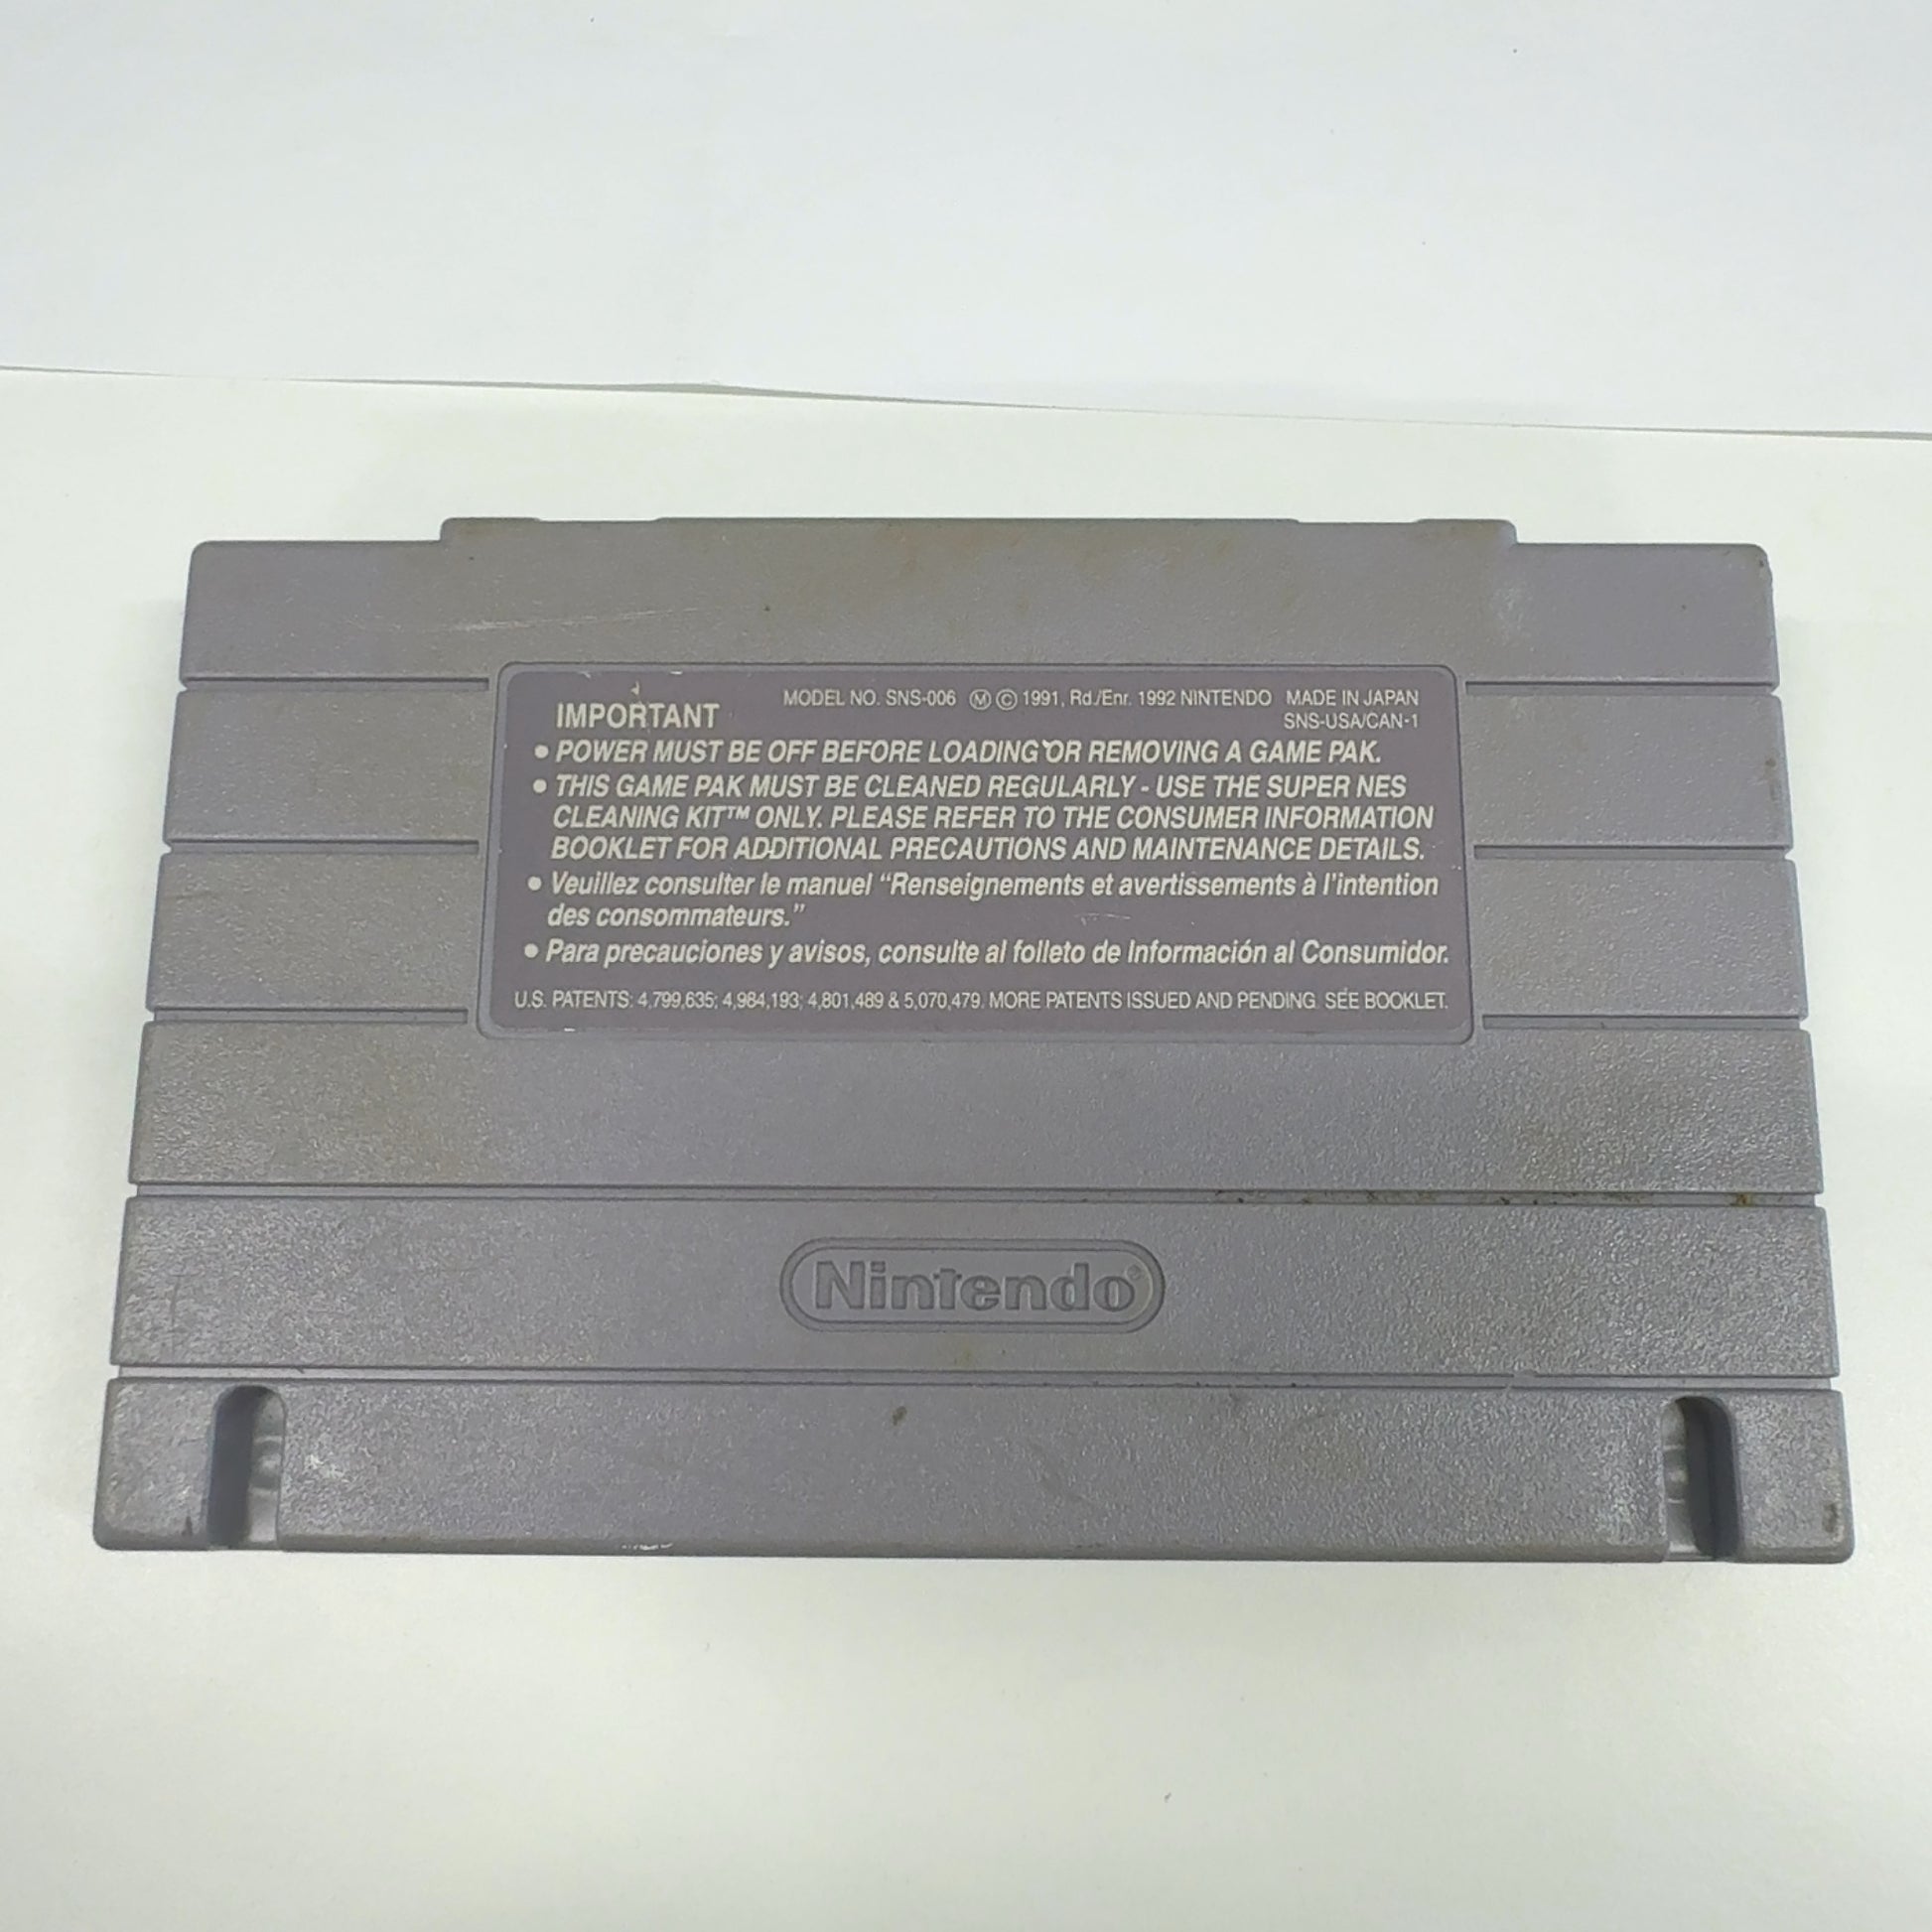 MODEL NO. SNS-006 Ⓜ © 1991, Rd./Enr. 1992 NINTENDO MADE IN JAPAN
IMPORTANT
SNS-USA/CAN-1
• POWER MUST BE OFF BEFORE LOADING OR REMOVING A GAME PAK.
• THIS GAME PAK MUST BE CLEANED REGULARLY - USE THE SUPER NES
CLEANING KIT™ ONLY. PLEASE REFER TO THE CONSUMER INFORMATION
BOOKLET FOR ADDITIONAL PRECAUTIONS AND MAINTENANCE DETAILS.
• Veuillez consulter le manuel “Renseignements et avertissements à l'intention
des consommateurs.”
• Para precauciones y avisos, consulte al folleto de Información al Consumidor.
U.S. PATENTS: 4,799,635; 4,984,193; 4,801,489 & 5,070,479. MORE PATENTS ISSUED AND PENDING. SEE BOOKLET.
Nintendo®